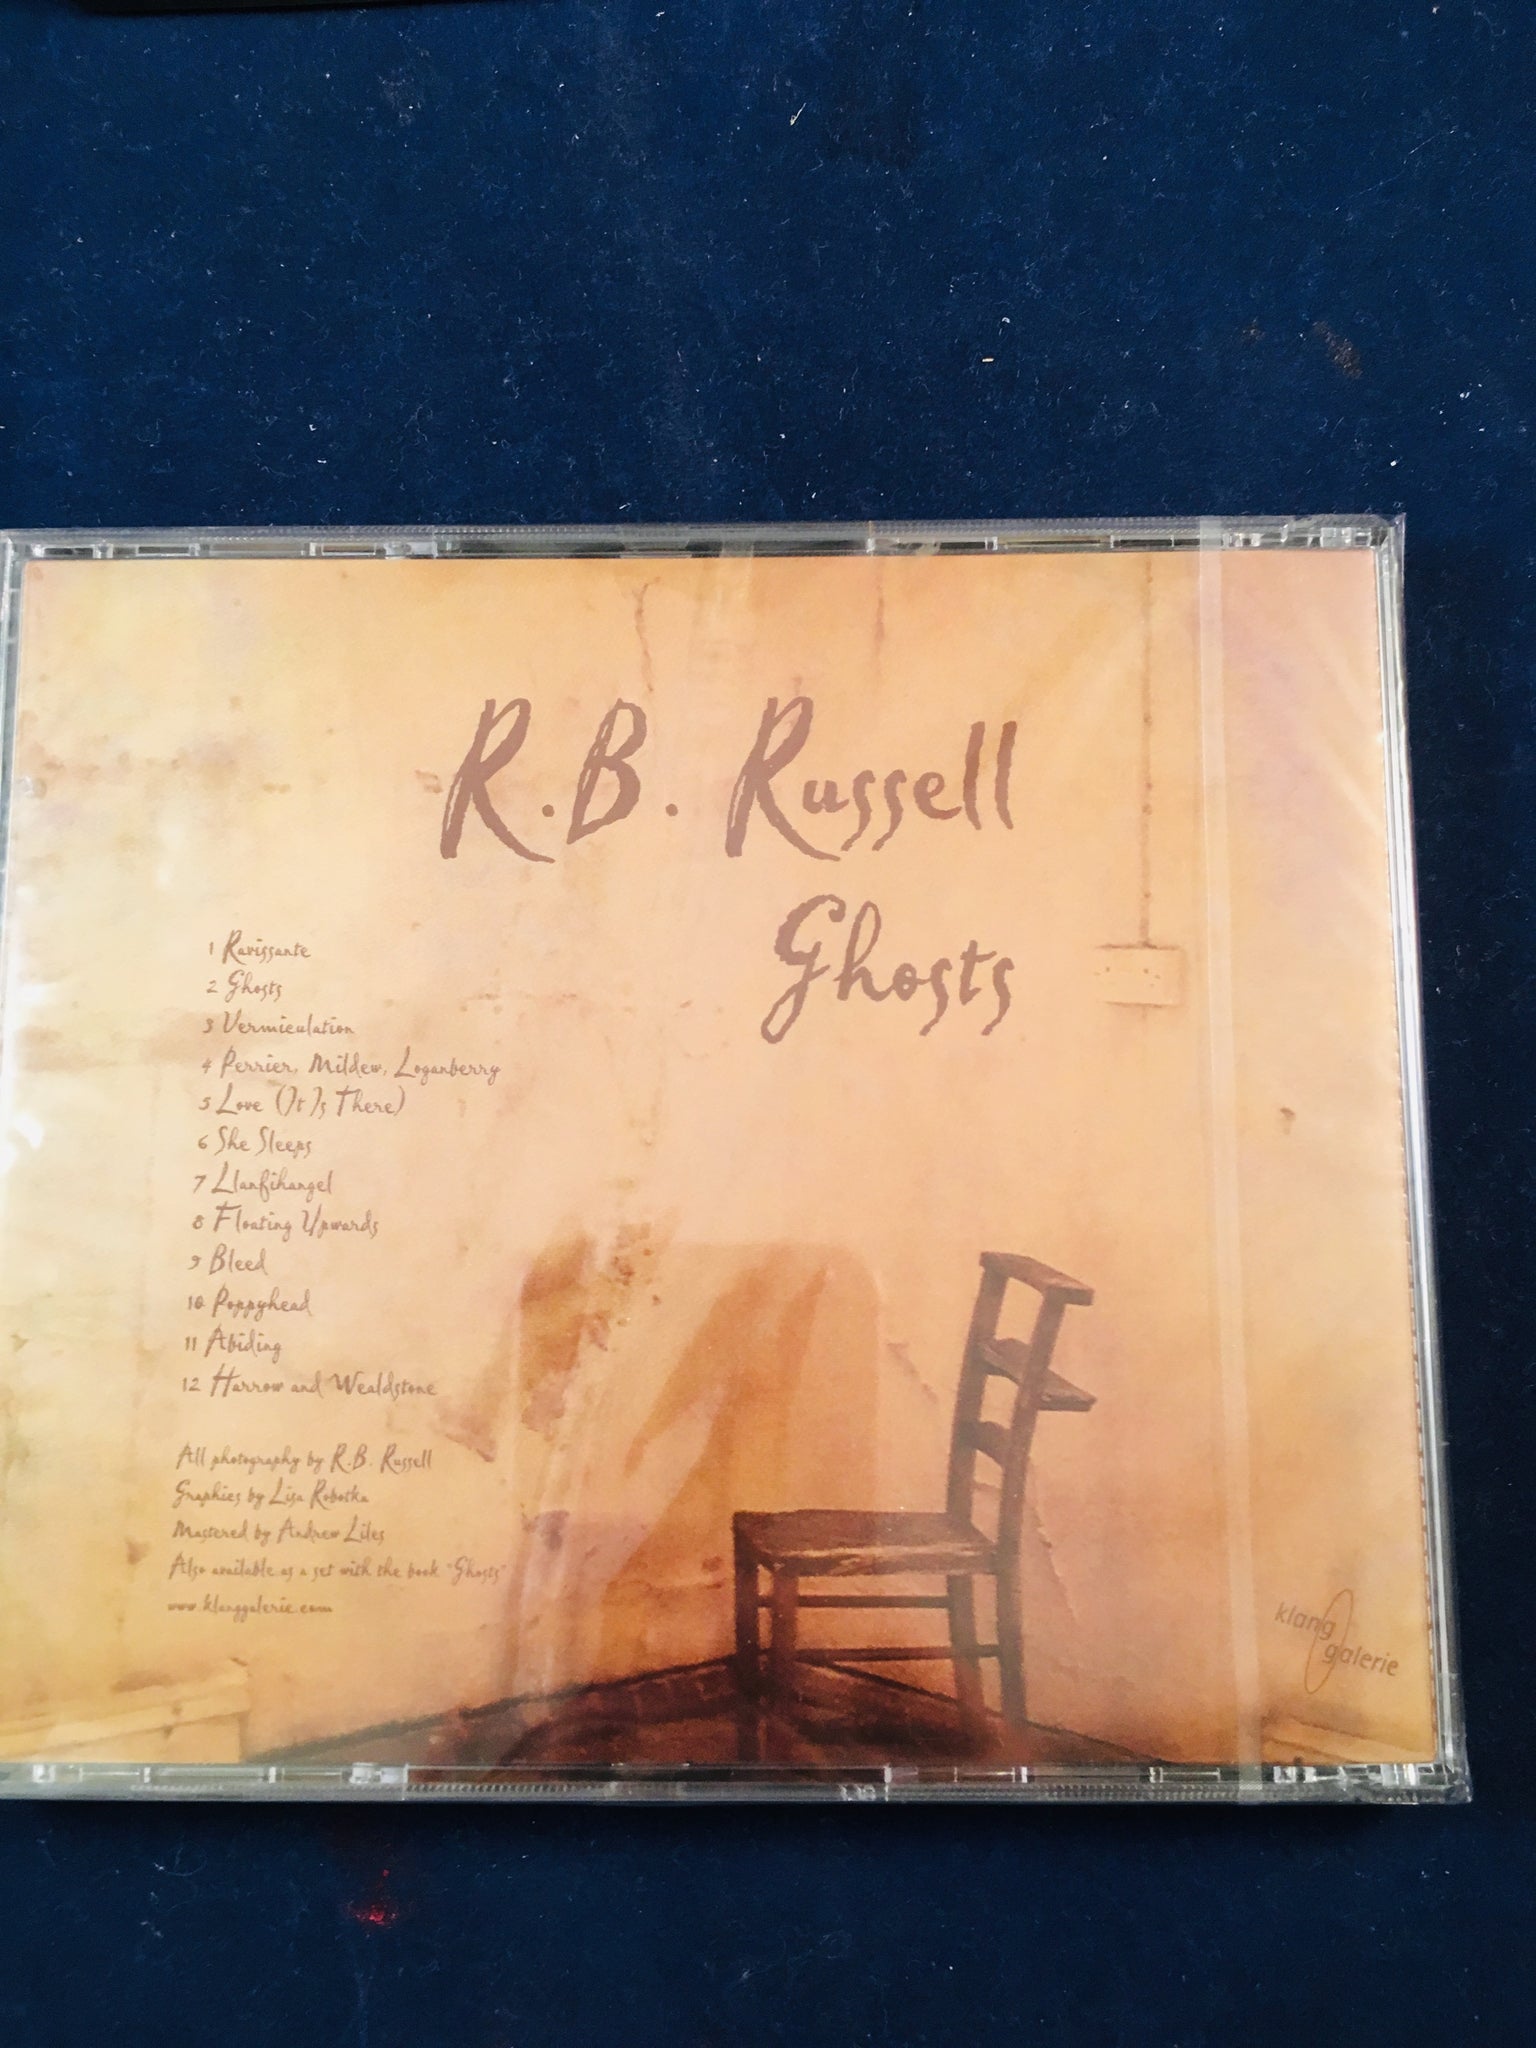 R.B. Russell
Ghosts
1 Ravissante
2 Ghosts
3 Vermiculation
4 Perrier, Mildew, Loganberry
5 Love (It Is There)
6 She Sleeps
7 Llanfihangel
8 Floating Upwards
9 Bleed
10 Poppyhead
11 Abiding
12 Harrow and Wealdstone
All photography by R.B. Russell
Graphics by Lisa Robotka
Mastered by Andrew Liles
Also available as a set with the book "Ghosts"
www.klanggalerie.com
klang
galerie